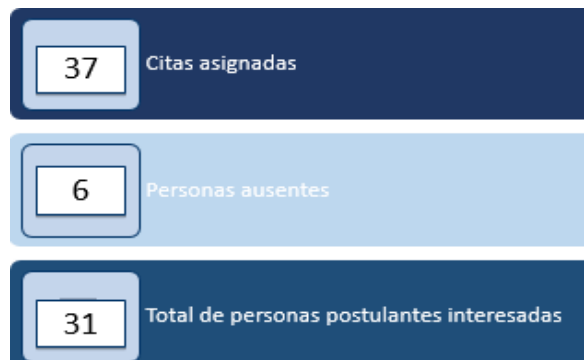 37 Citas asignadas
6 Personas ausentes
31 Total de personas postulantes interesadas